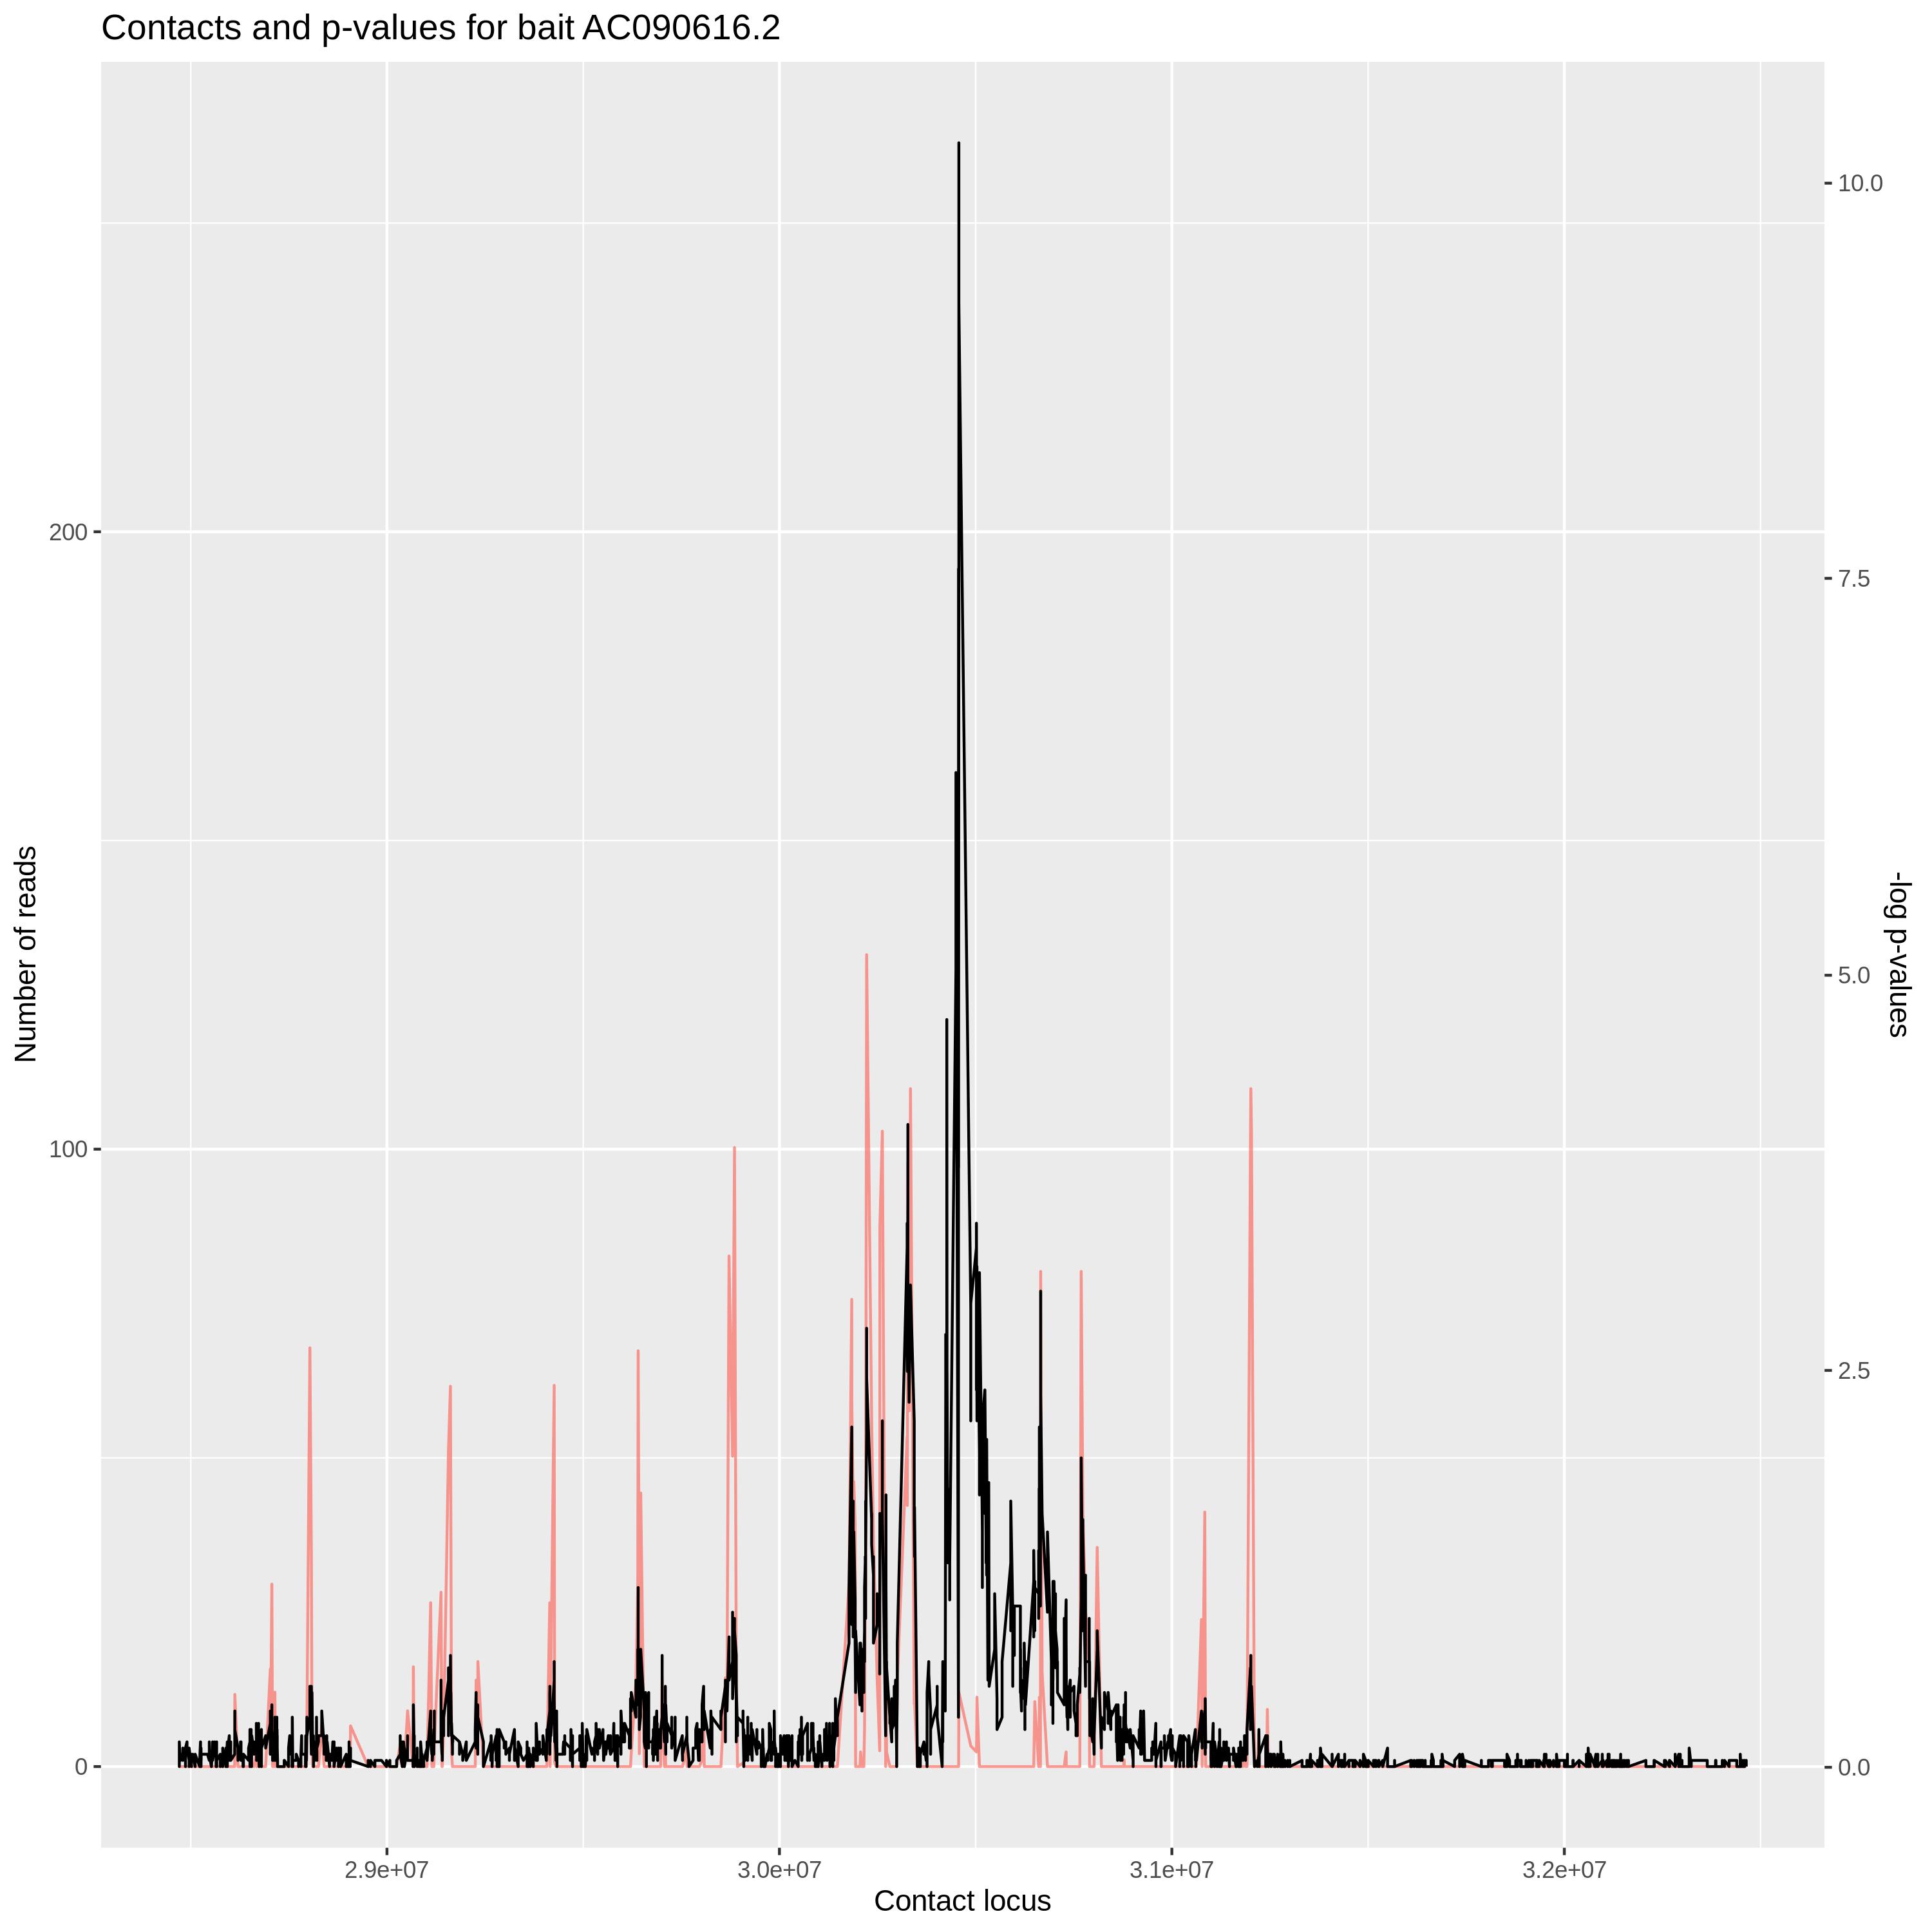 Contacts and p-values for bait AC090616.2
10.0
200
7.5
Number of reads
-log p-values
5.0
100
2.5
0
0.0
2.9e+07 3.0e+07 3.1e+07 3.2e+07
Contact locus